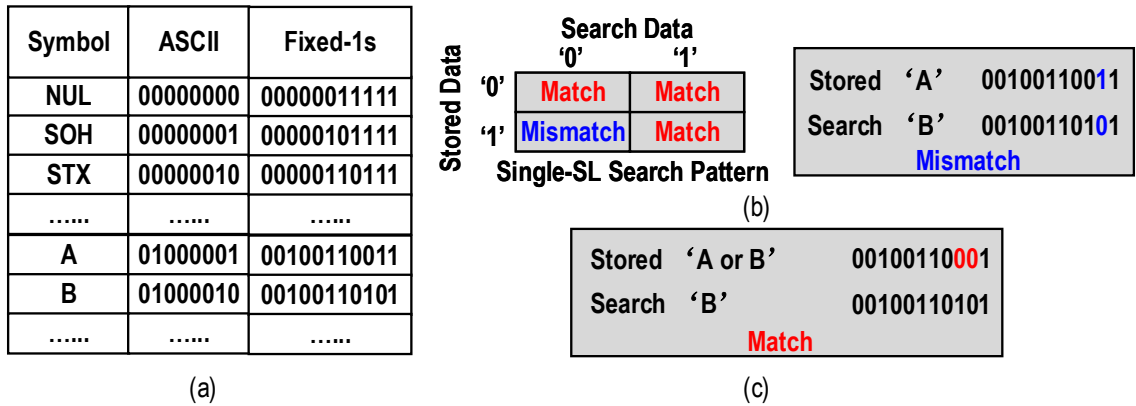 Symbol ASCII Fixed-1s
NUL 00000000 00000011111
SOH 00000001 00000101111
STX 00000010 00000110111
...... ...... ......
A 01000001 00100110011
B 01000010 00100110101
...... ...... ......
(a)
Search Data
‘0’ ‘1’
Stored Data
‘0’ Match Match
‘1’ Mismatch Match
Single-SL Search Pattern
Stored ‘A’ 00100110011
Search ‘B’ 00100110101
Mismatch
(b)
Stored ‘A or B’ 00100110001
Search ‘B’ 00100110101
Match
(c)